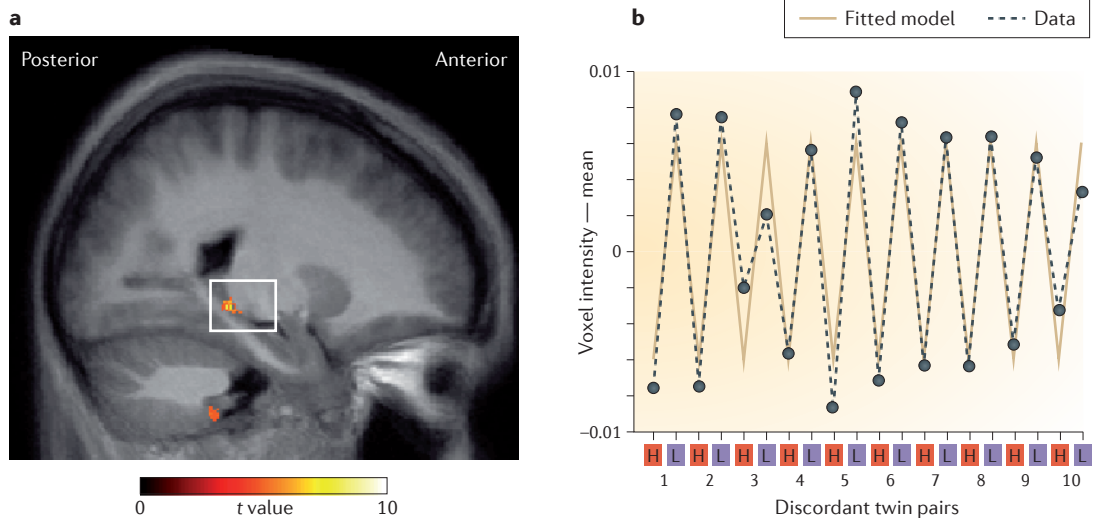 a
Posterior Anterior
0 t value 10
b
Fitted model Data
Voxel intensity — mean
0.01
0
–0.01
H L H L H L H L H L H L H L H L H L H L
1 2 3 4 5 6 7 8 9 10
Discordant twin pairs